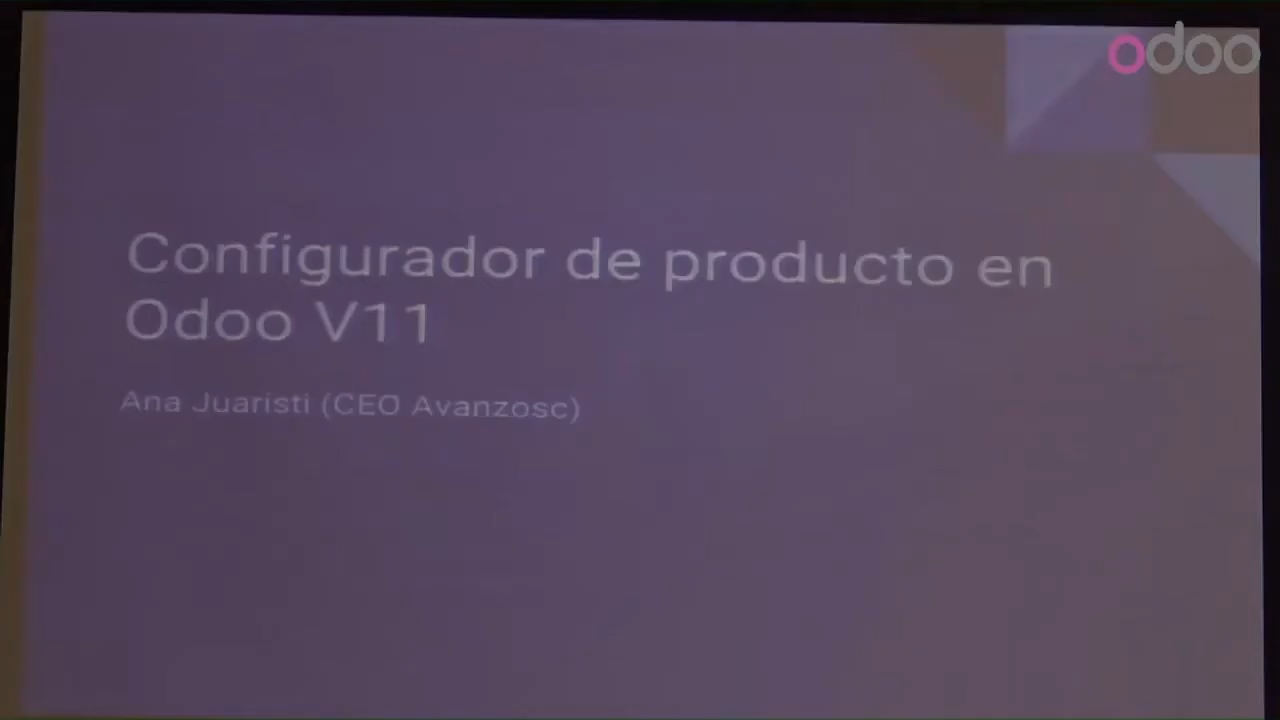 odoo
Configurador de producto en
Odoo V11
Ana Juaristi (CEO Avanzosc)